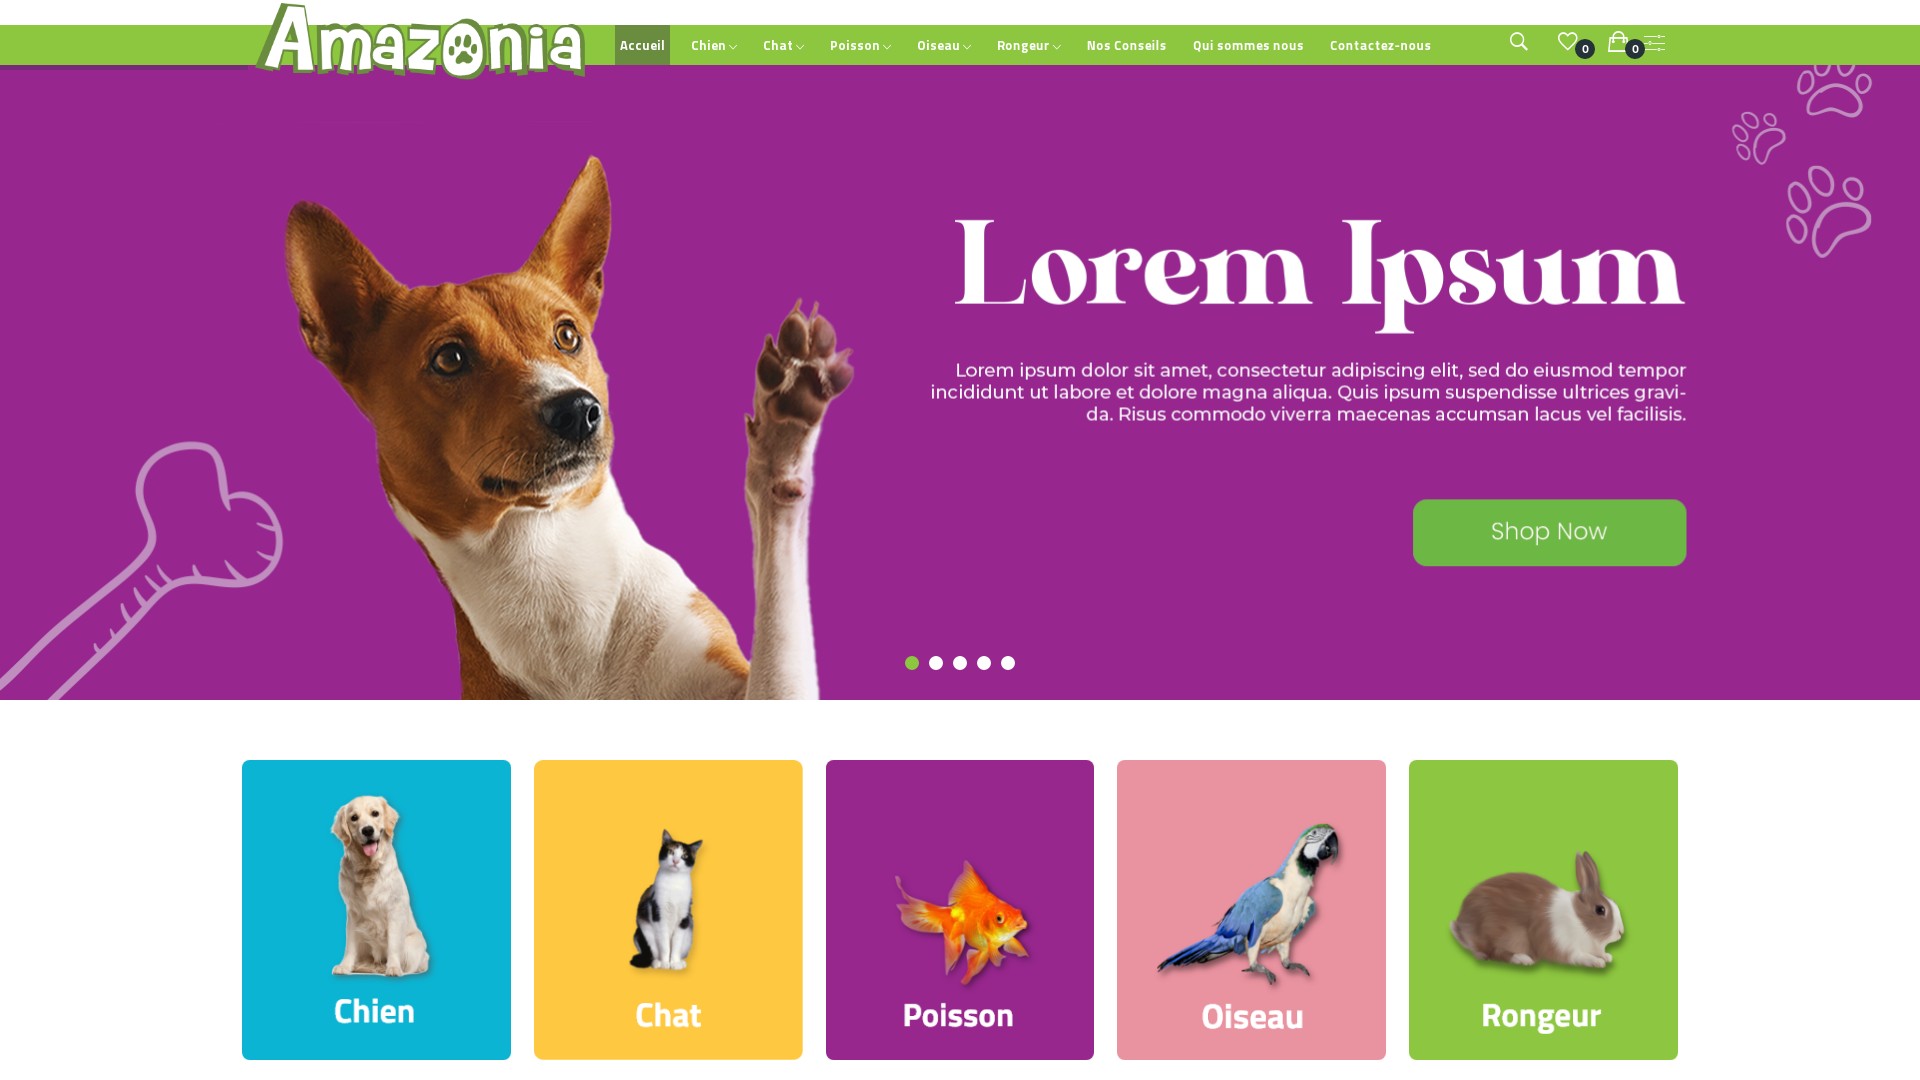 Amazonia
Accueil Chien Chat Poisson Oiseau Rongeur Nos Conseils Qui sommes nous Contactez-nous 0 0
Lorem Ipsum
Lorem ipsum dolor sit amet, consectetur adipiscing elit, sed do eiusmod tempor
incididunt ut labore et dolore magna aliqua. Quis ipsum suspendisse ultrices gravi-
da. Risus commodo viverra maecenas accumsan lacus vel facilisis.
Shop Now
Chien Chat Poisson Oiseau Rongeur